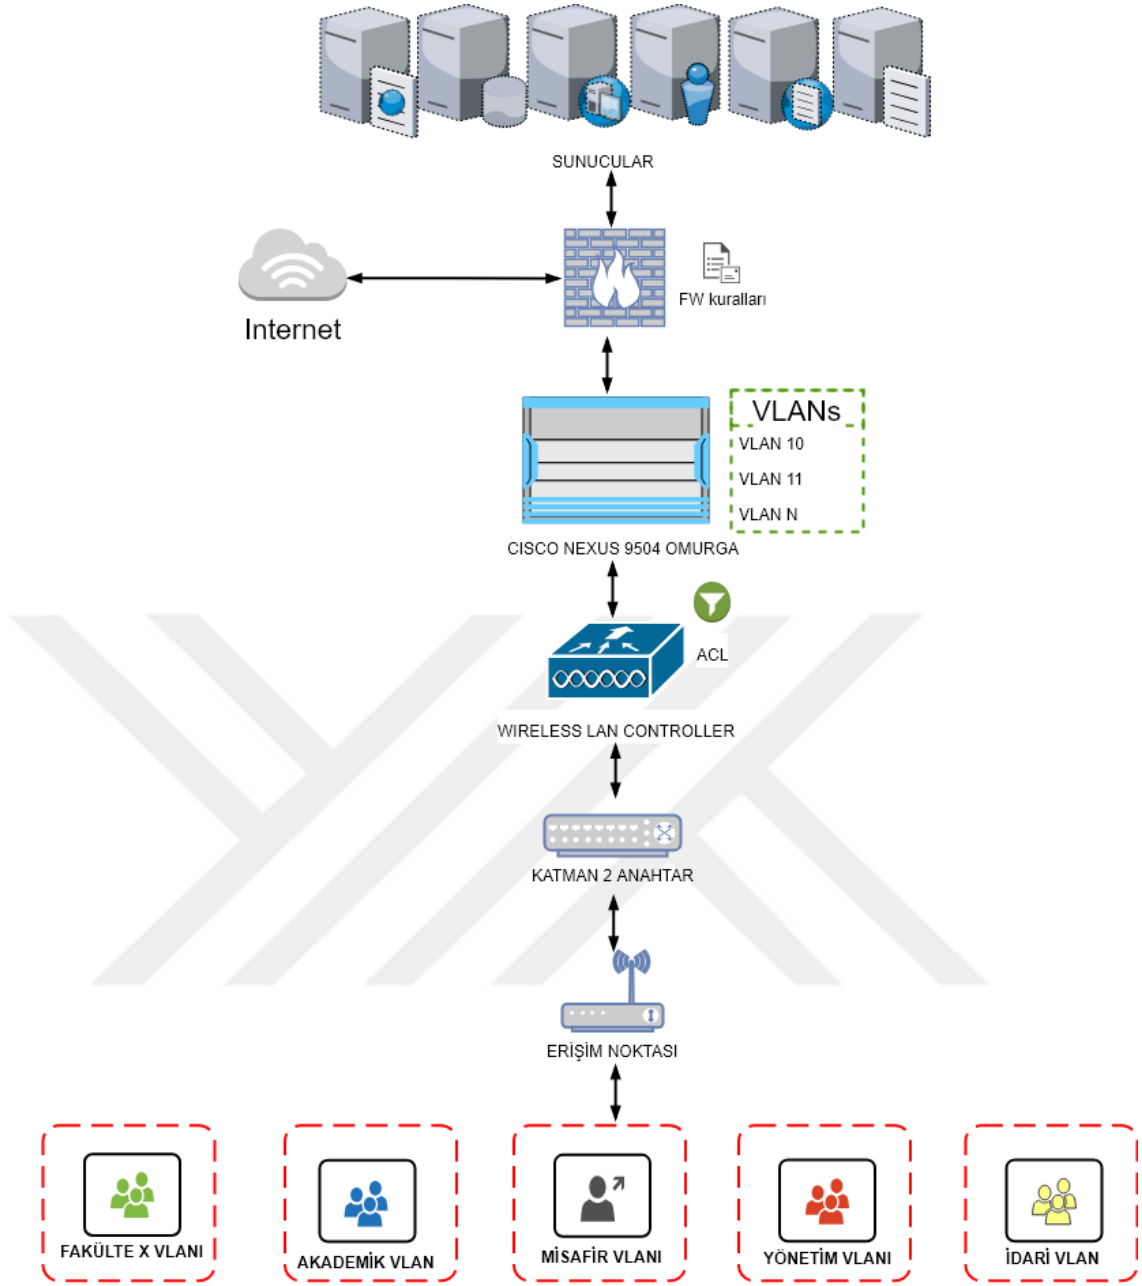 SUNUCULAR
FW kuralları
Internet
VLANs
VLAN 10
VLAN 11
VLAN N
CISCO NEXUS 9504 OMURGA
ACL
WIRELESS LAN CONTROLLER
KATMAN 2 ANAHTAR
ERİŞİM NOKTASI
FAKÜLTE X VLANI
AKADEMİK VLAN
MİSAFİR VLANI
YÖNETİM VLANI
İDARİ VLAN